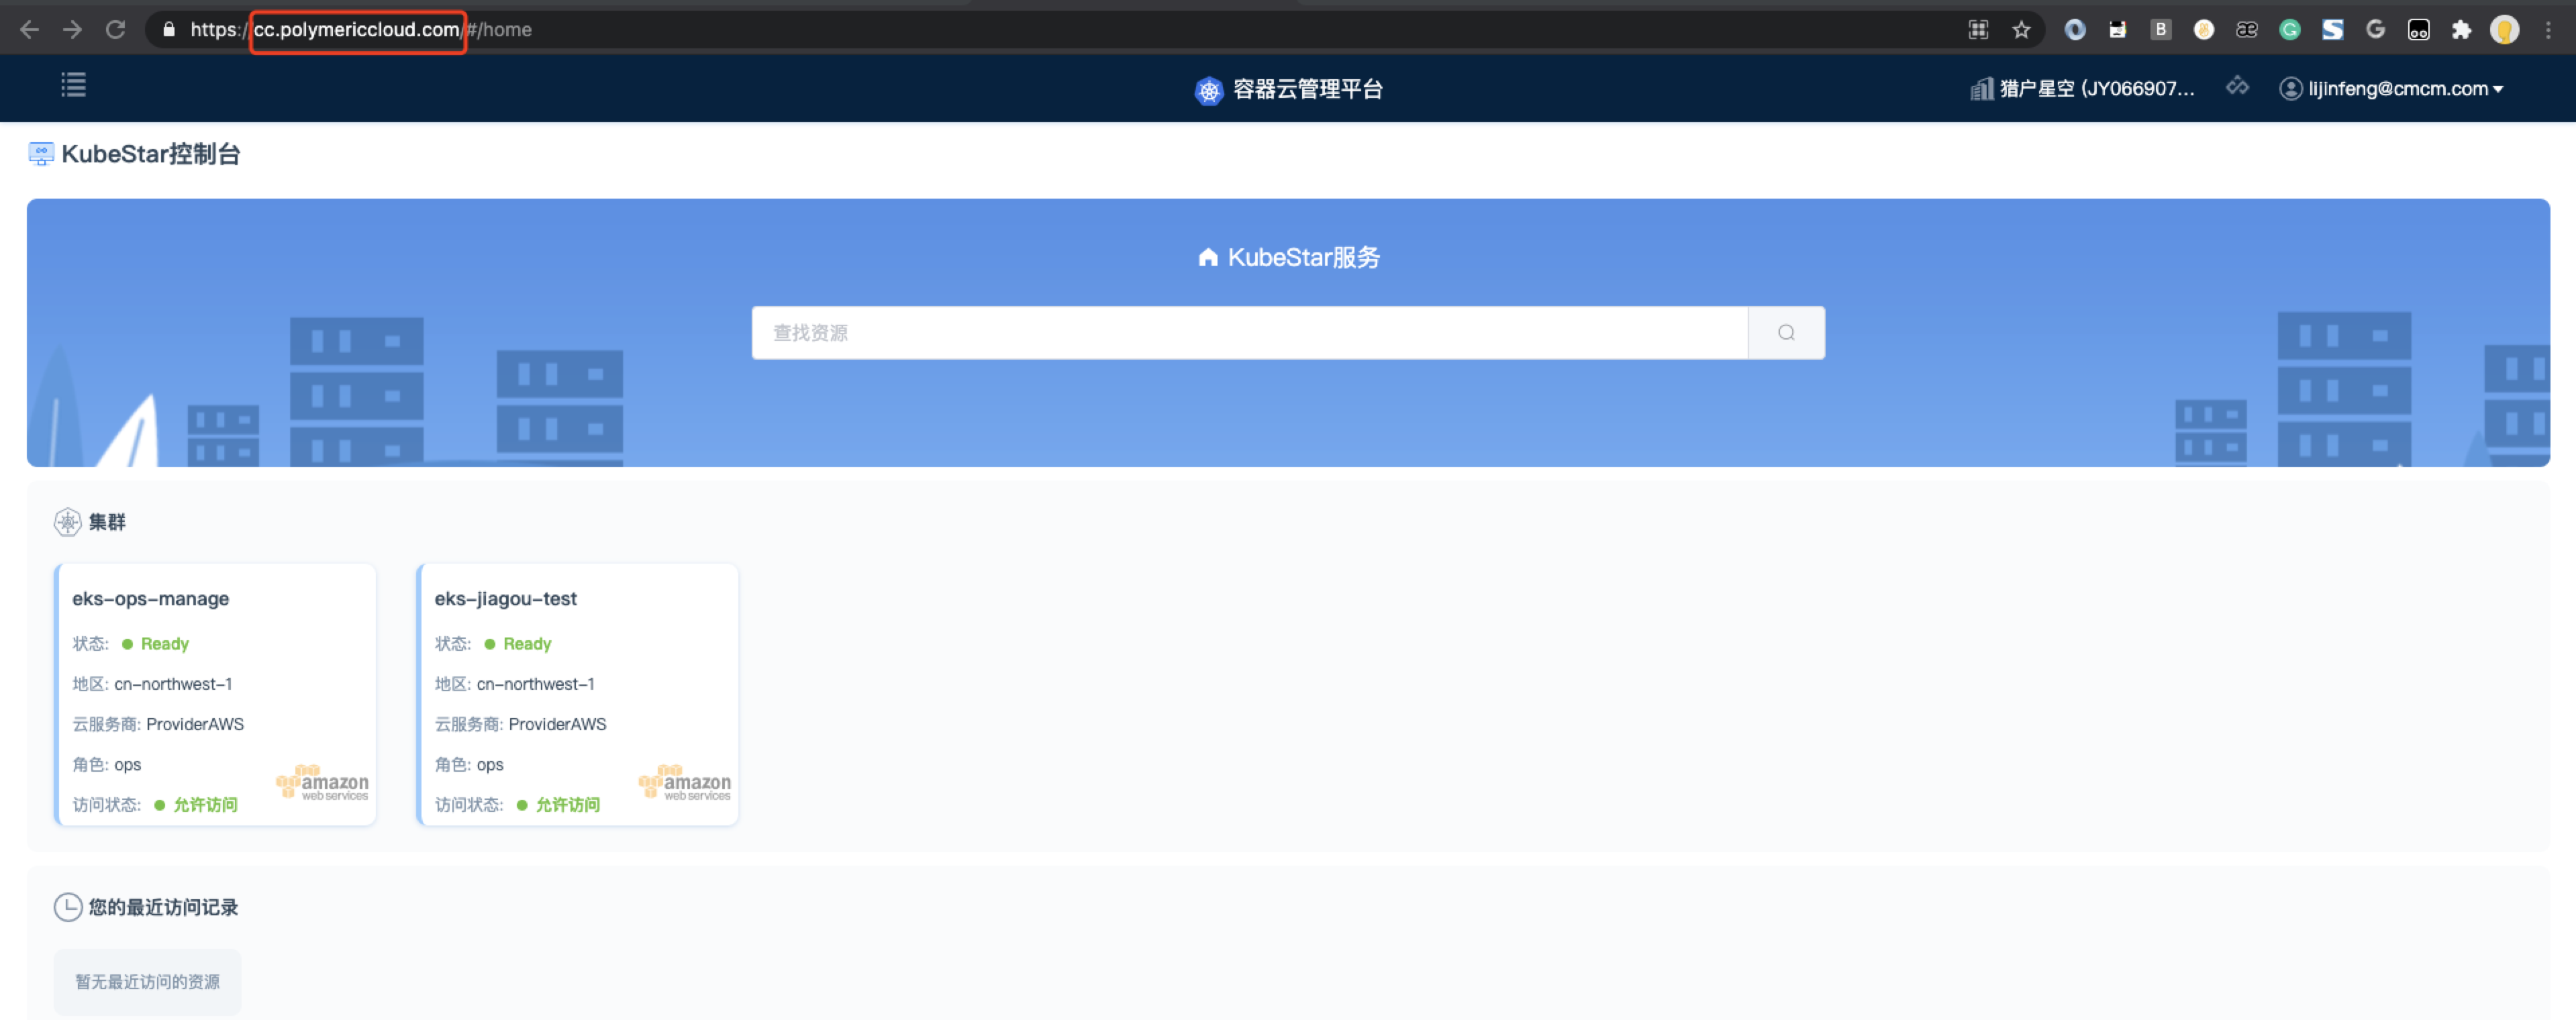 https://cc.polymericcloud.com/#/home
容器云管理平台
猎户星空 (JY066907...
lijinfeng@cmcm.com
KubeStar控制台
KubeStar服务
查找资源
集群
eks-ops-manage
状态: Ready
地区: cn-northwest-1
云服务商: ProviderAWS
角色: ops
访问状态: 允许访问
amazon
web services
eks-jiagou-test
状态: Ready
地区: cn-northwest-1
云服务商: ProviderAWS
角色: ops
访问状态: 允许访问
amazon
web services
您的最近访问记录
暂无最近访问的资源